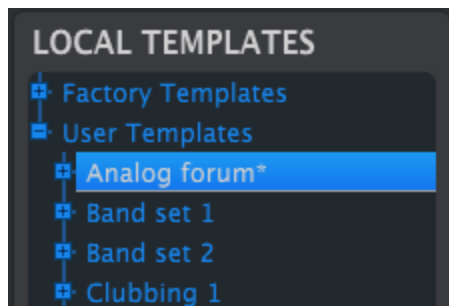 LOCAL TEMPLATES
Factory Templates
User Templates
Analog forum*
Band set 1
Band set 2
Clubbing 1